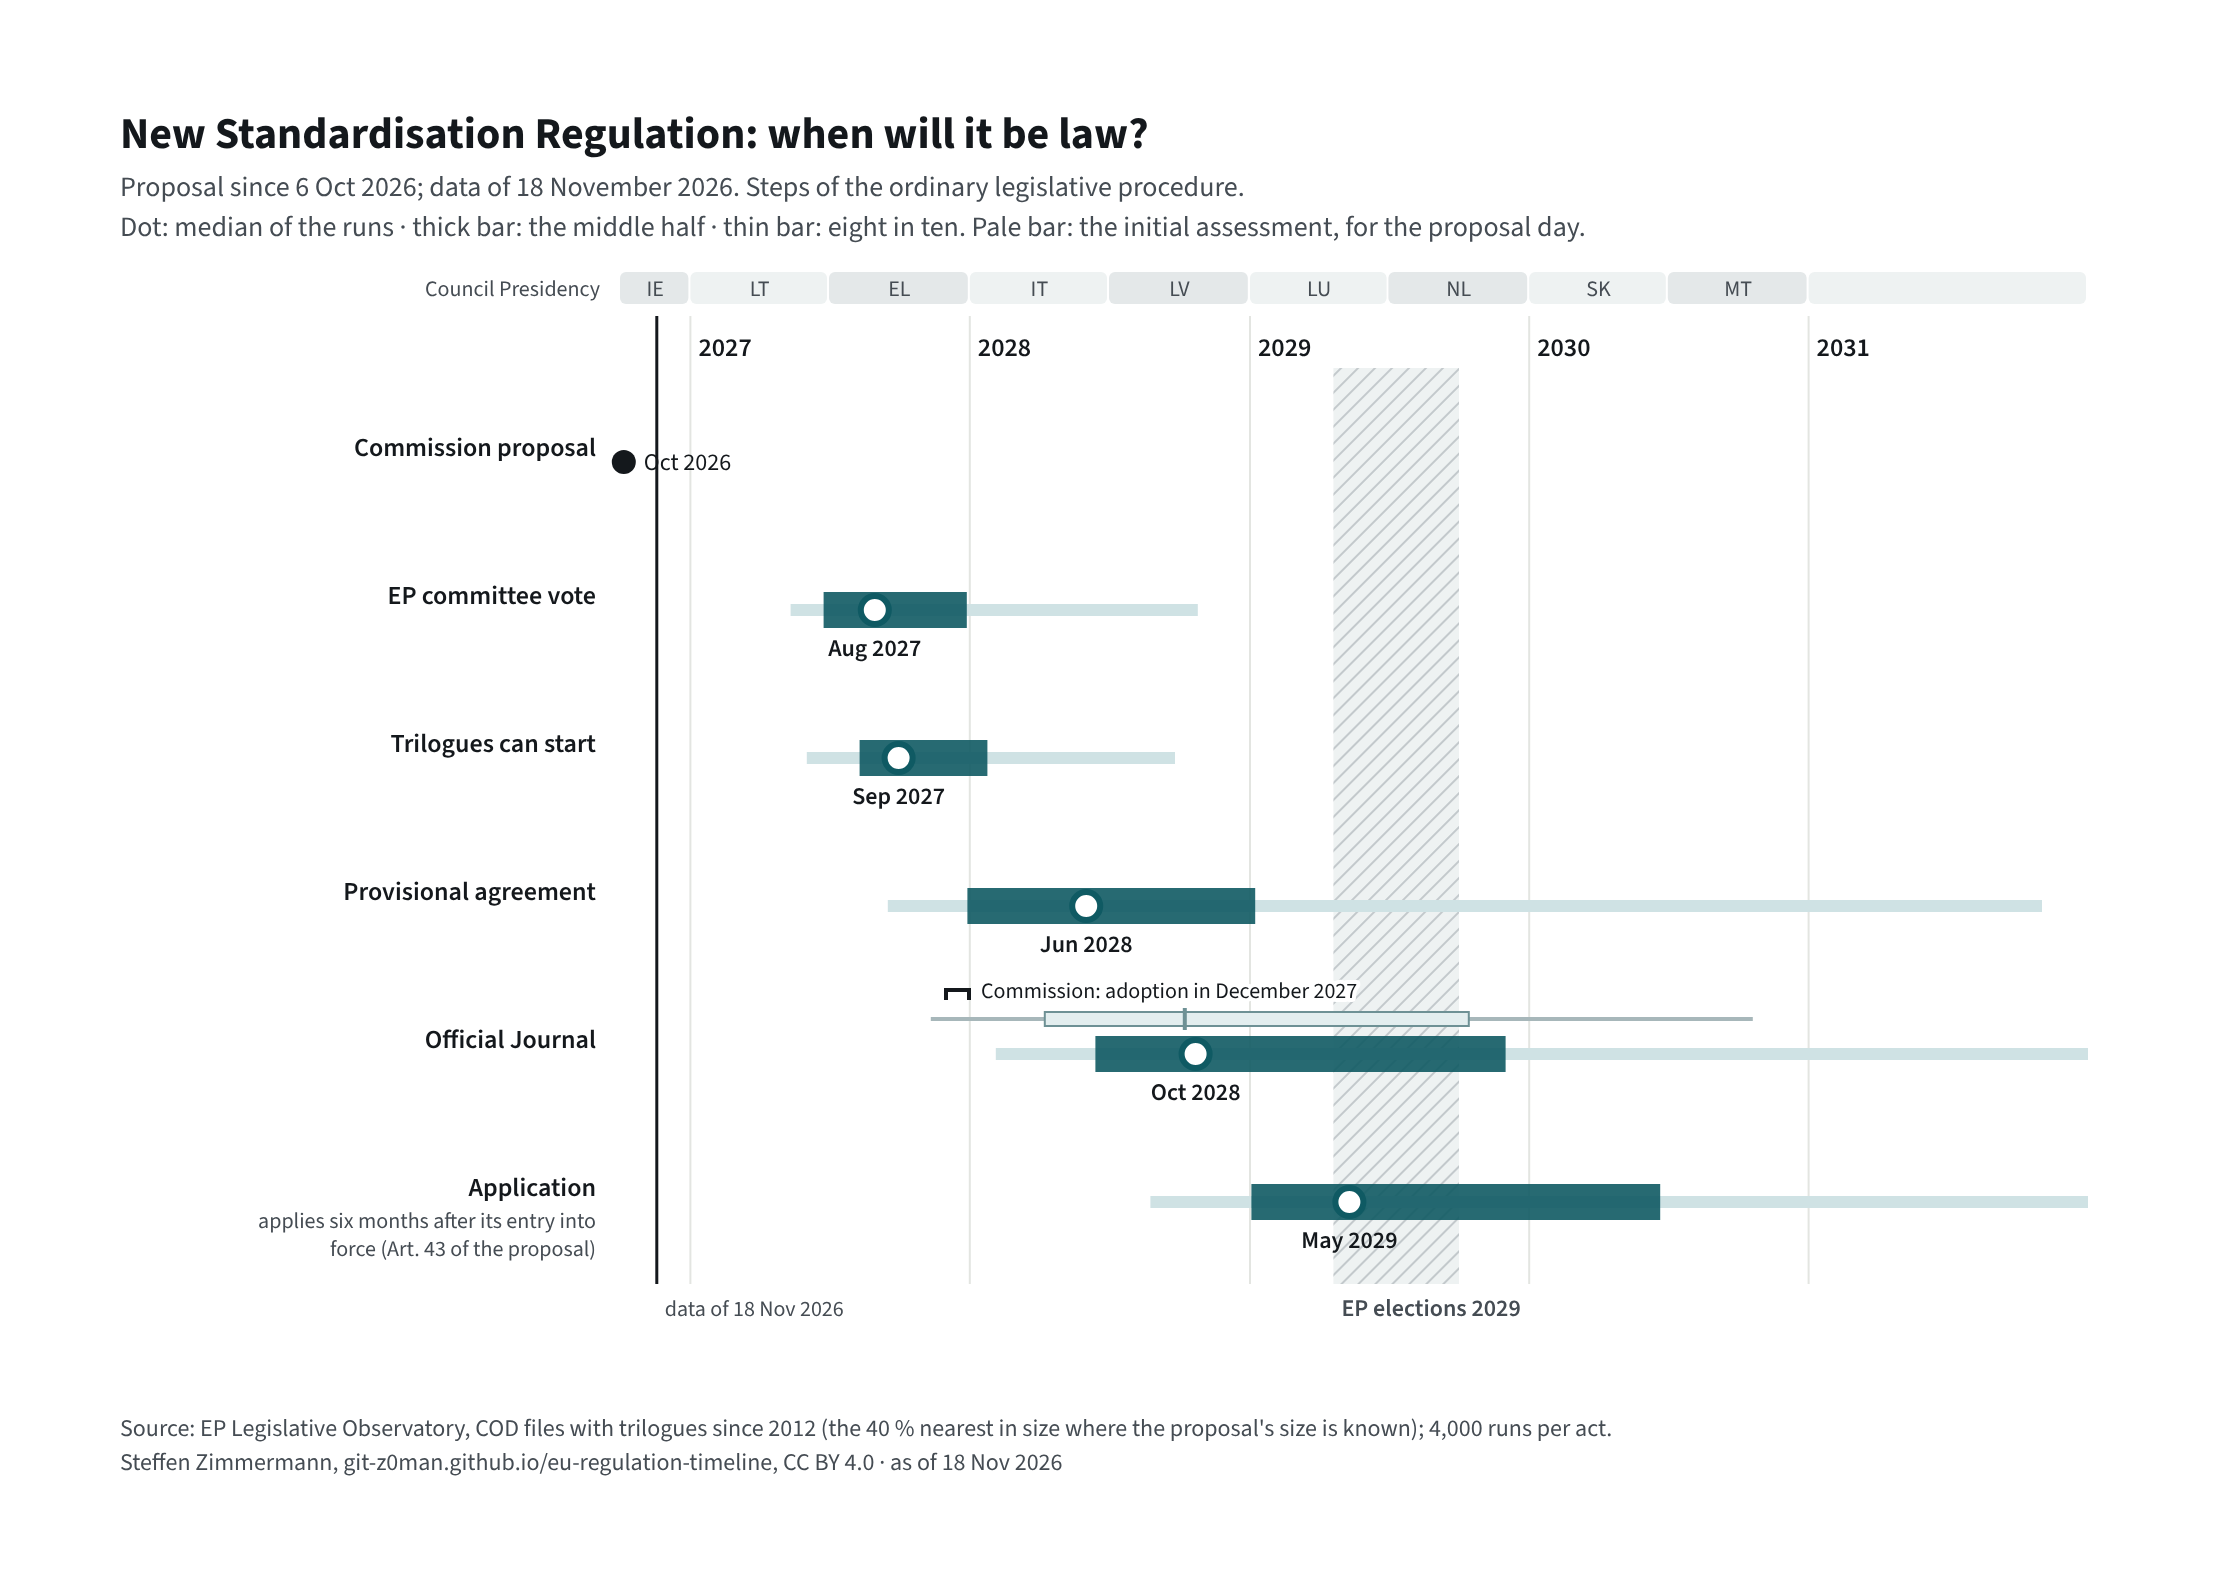 New Standardisation Regulation: when will it be law?
Proposal since 6 Oct 2026; data of 18 November 2026. Steps of the ordinary legislative procedure.
Dot: median of the runs · thick bar: the middle half · thin bar: eight in ten. Pale bar: the initial assessment, for the proposal day.
Council Presidency IE LT EL IT LV LU NL SK MT
2027 2028 2029 2030 2031
Commission proposal
Oct 2026
EP committee vote
Aug 2027
Trilogues can start
Sep 2027
Provisional agreement
Jun 2028
Commission: adoption in December 2027
Official Journal
Oct 2028
Application
applies six months after its entry into
force (Art. 43 of the proposal)
May 2029
data of 18 Nov 2026
EP elections 2029
Source: EP Legislative Observatory, COD files with trilogues since 2012 (the 40 % nearest in size where the proposal's size is known); 4,000 runs per act.
Steffen Zimmermann, git-z0man.github.io/eu-regulation-timeline, CC BY 4.0 · as of 18 Nov 2026